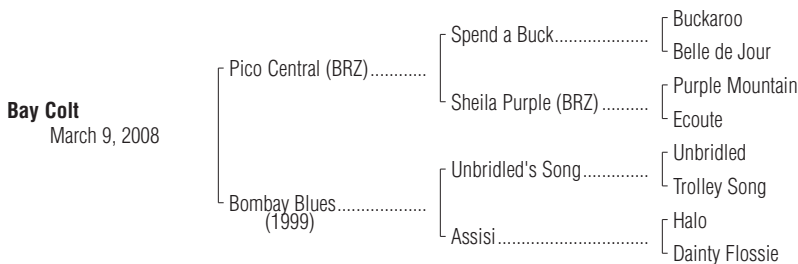 Buckaroo
Spend a Buck.....................
Belle de Jour
Pico Central (BRZ)............
Purple Mountain
Sheila Purple (BRZ)..........
Ecoute
Bay Colt
March 9, 2008
Unbridled
Unbridled's Song..............
Trolley Song
Bombay Blues....................
(1999)
Halo
Assisi.................................
Dainty Flossie